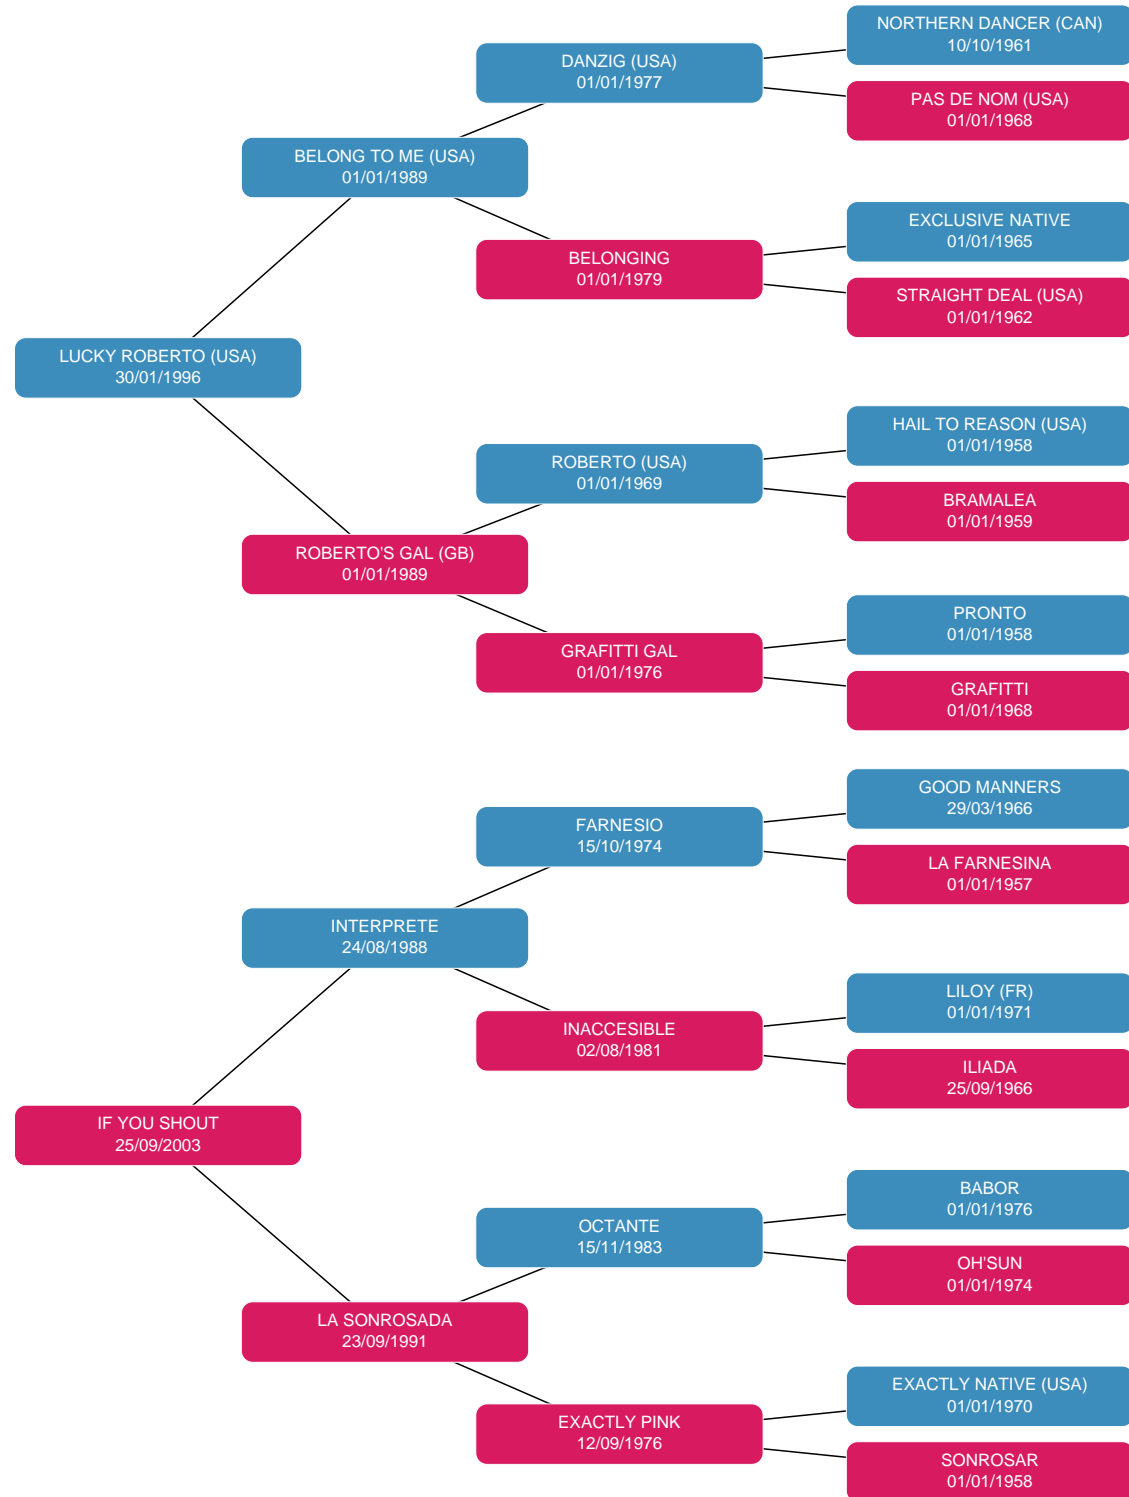 NORTHERN DANCER (CAN)
10/10/1961
DANZIG (USA)
01/01/1977
PAS DE NOM (USA)
01/01/1968
BELONG TO ME (USA)
01/01/1989
EXCLUSIVE NATIVE
01/01/1965
BELONGING
01/01/1979
STRAIGHT DEAL (USA)
01/01/1962
LUCKY ROBERTO (USA)
30/01/1996
HAIL TO REASON (USA)
01/01/1958
ROBERTO (USA)
01/01/1969
BRAMALEA
01/01/1959
ROBERTO'S GAL (GB)
01/01/1989
PRONTO
01/01/1958
GRAFITTI GAL
01/01/1976
GRAFITTI
01/01/1968
GOOD MANNERS
29/03/1966
FARNESIO
15/10/1974
LA FARNESINA
01/01/1957
INTERPRETE
24/08/1988
LILOY (FR)
01/01/1971
INACCESIBLE
02/08/1981
ILIADA
25/09/1966
IF YOU SHOUT
25/09/2003
BABOR
01/01/1976
OCTANTE
15/11/1983
OH'SUN
01/01/1974
LA SONROSADA
23/09/1991
EXACTLY NATIVE (USA)
01/01/1970
EXACTLY PINK
12/09/1976
SONROSAR
01/01/1958